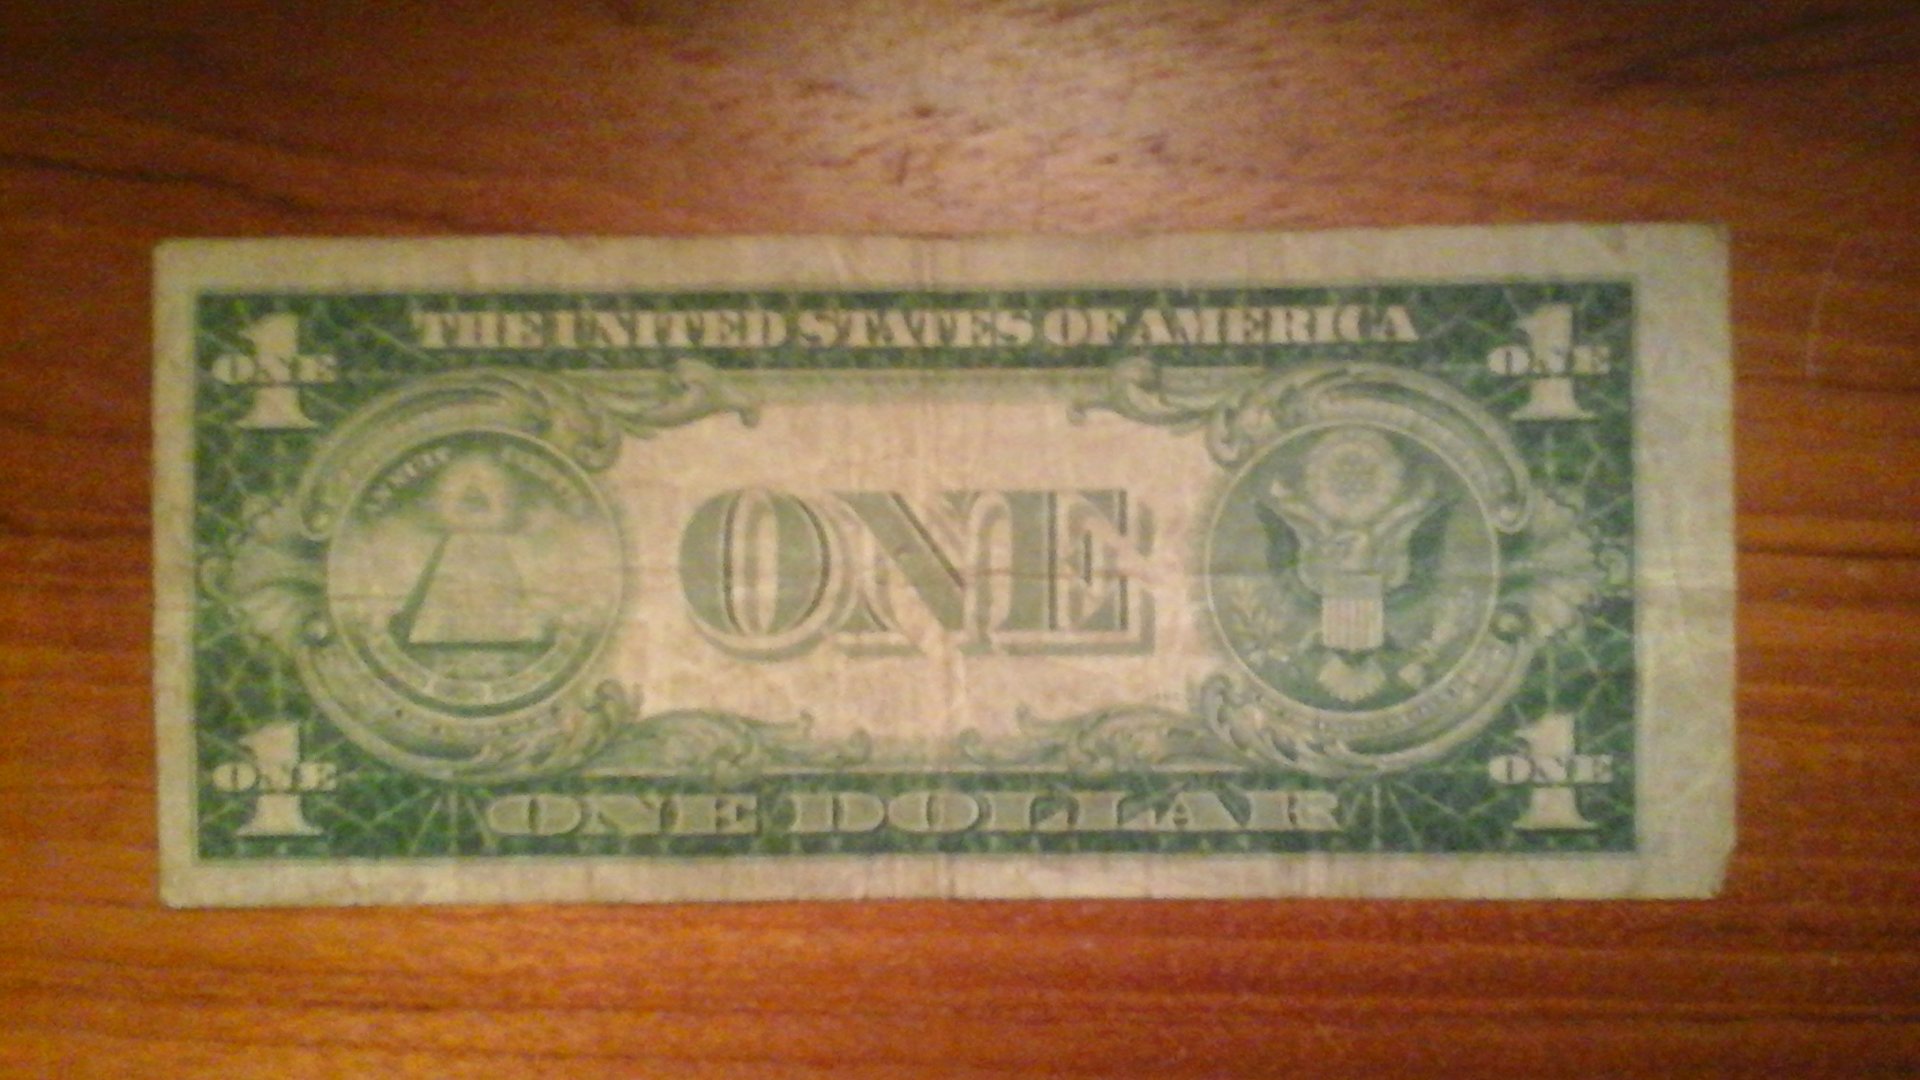 THE UNITED STATES OF AMERICA
1 ONE
1 ONE
ONE
1 ONE
1 ONE
ONE DOLLAR